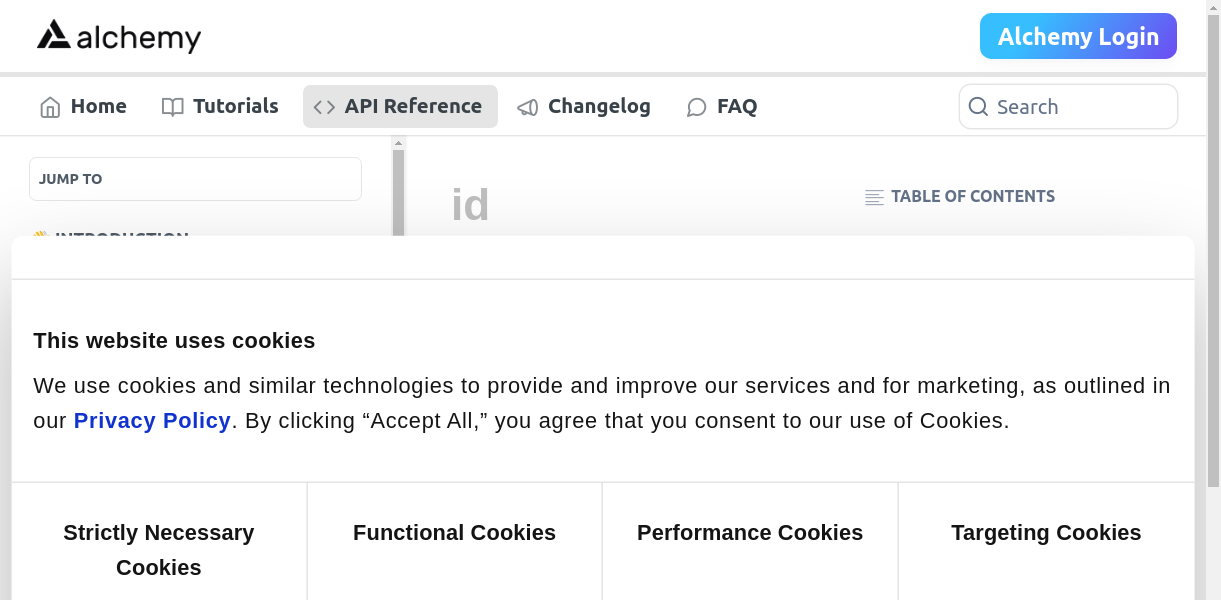 alchemy
Alchemy Login
Home
Tutorials
API Reference
Changelog
FAQ
Search
JUMP TO
id
TABLE OF CONTENTS
INTRODUCTION
This website uses cookies
We use cookies and similar technologies to provide and improve our services and for marketing, as outlined in
our Privacy Policy. By clicking “Accept All,” you agree that you consent to our use of Cookies.
Strictly Necessary
Cookies
Functional Cookies
Performance Cookies
Targeting Cookies